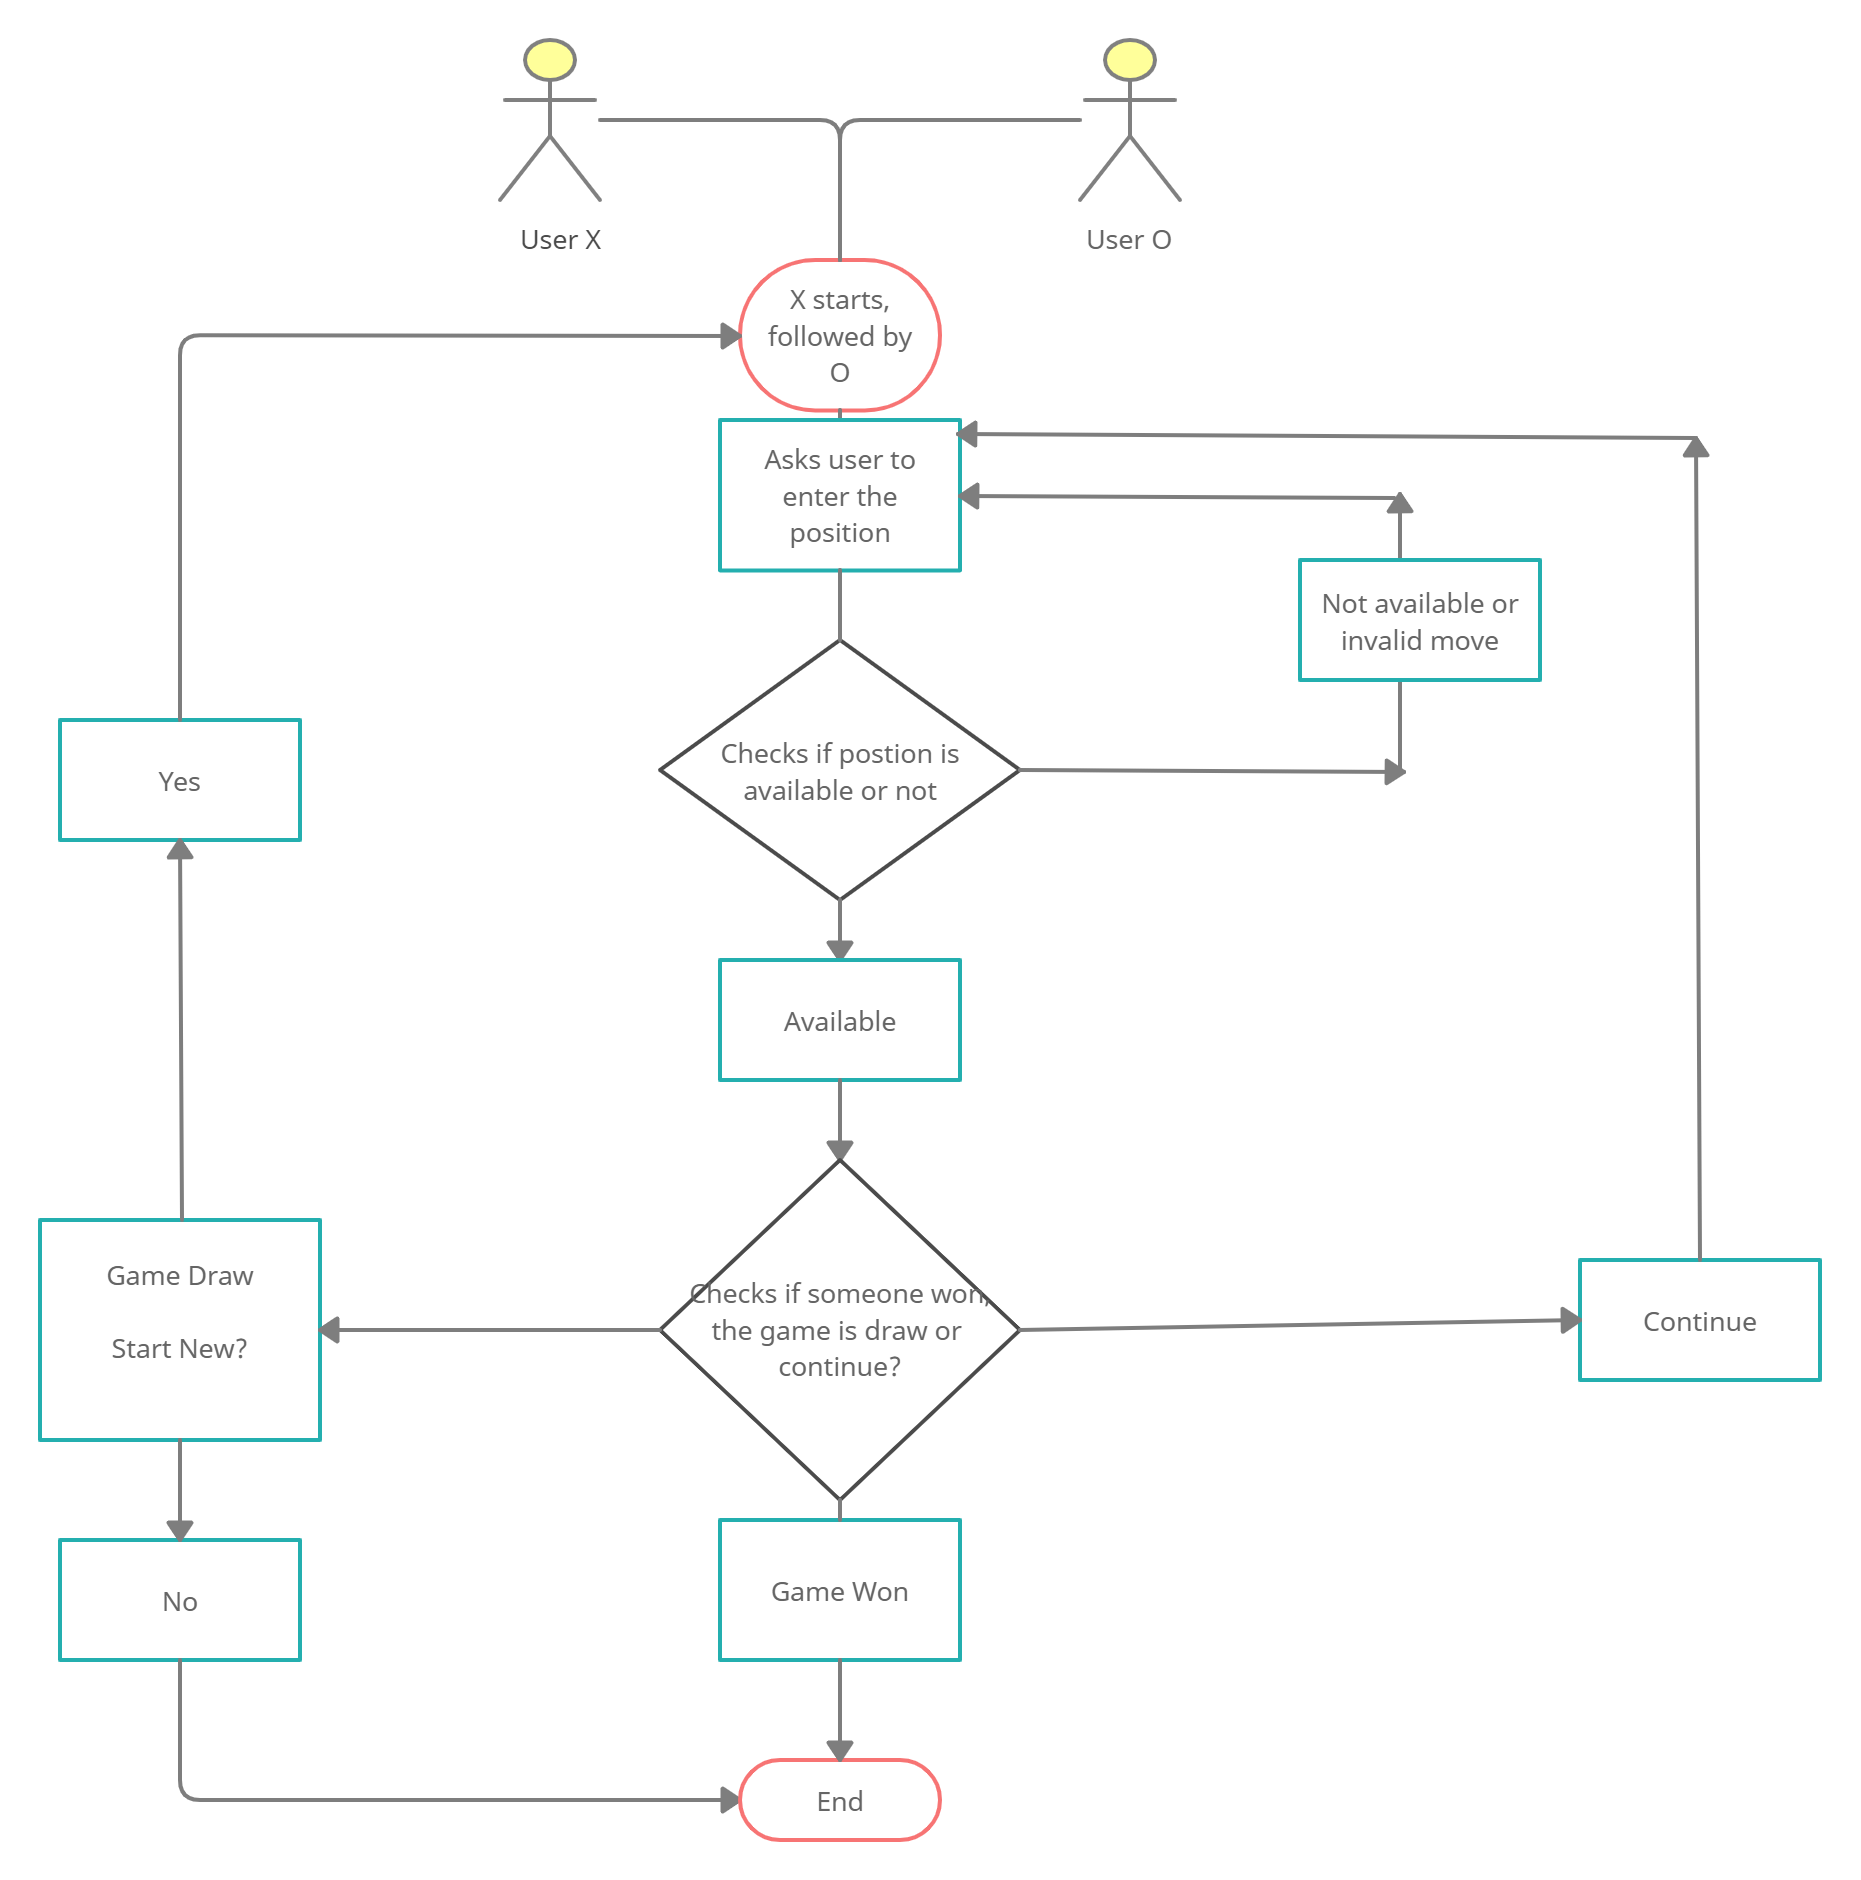 User X
User O
X starts,
followed by
O
Asks user to
enter the
position
Not available or
invalid move
Checks if postion is
available or not
Yes
Available
Game Draw
Start New?
Checks if someone won,
the game is draw or
continue?
Continue
No
Game Won
End